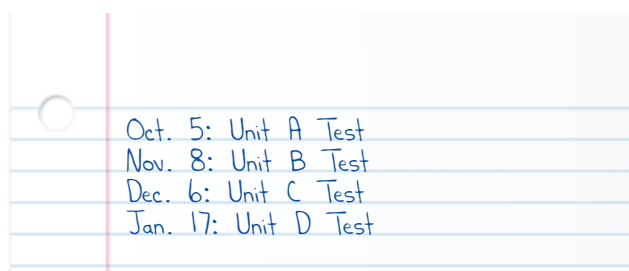 Oct. 5: Unit A Test
Nov. 8: Unit B Test
Dec. 6: Unit C Test
Jan. 17: Unit D Test